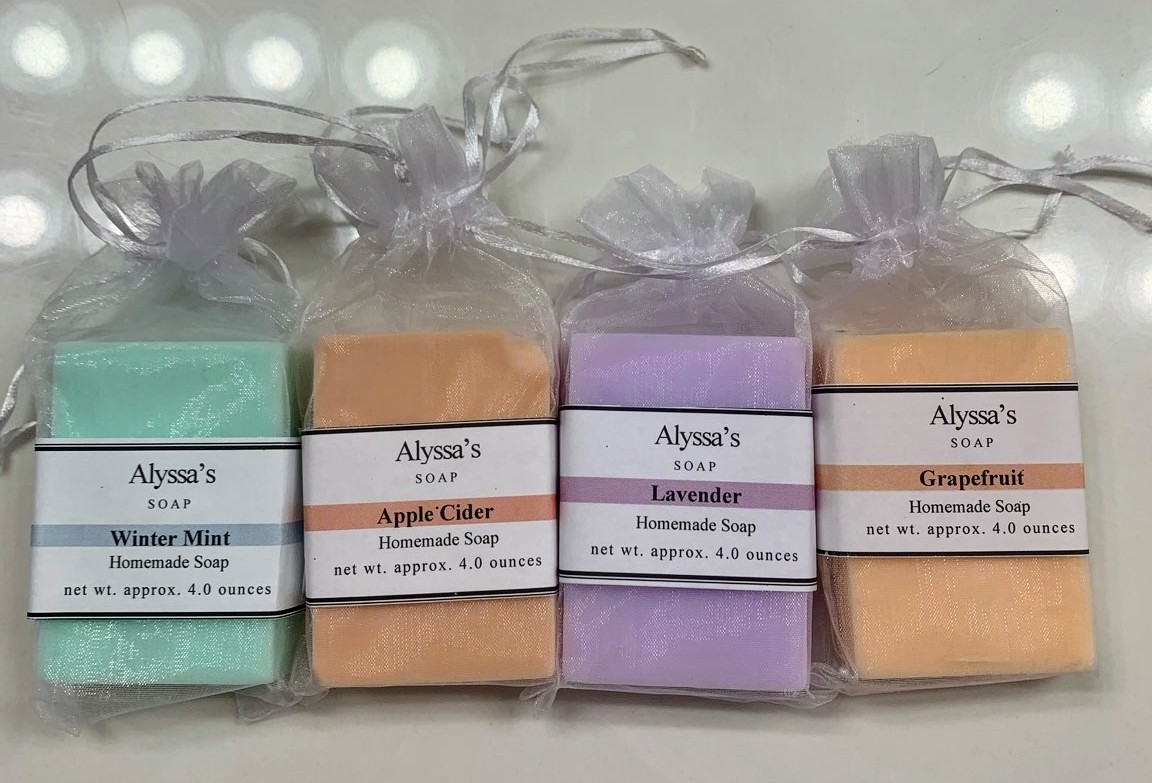 Alyssa's
SOAP
Winter Mint
Homemade Soap
net wt. approx. 4.0 ounces
Alyssa's
SOAP
Apple Cider
Homemade Soap
net wt. approx. 4.0 ounces
Alyssa's
SOAP
Lavender
Homemade Soap
net wt. approx. 4.0 ounces
Alyssa's
SOAP
Grapefruit
Homemade Soap
net wt. approx. 4.0 ounces